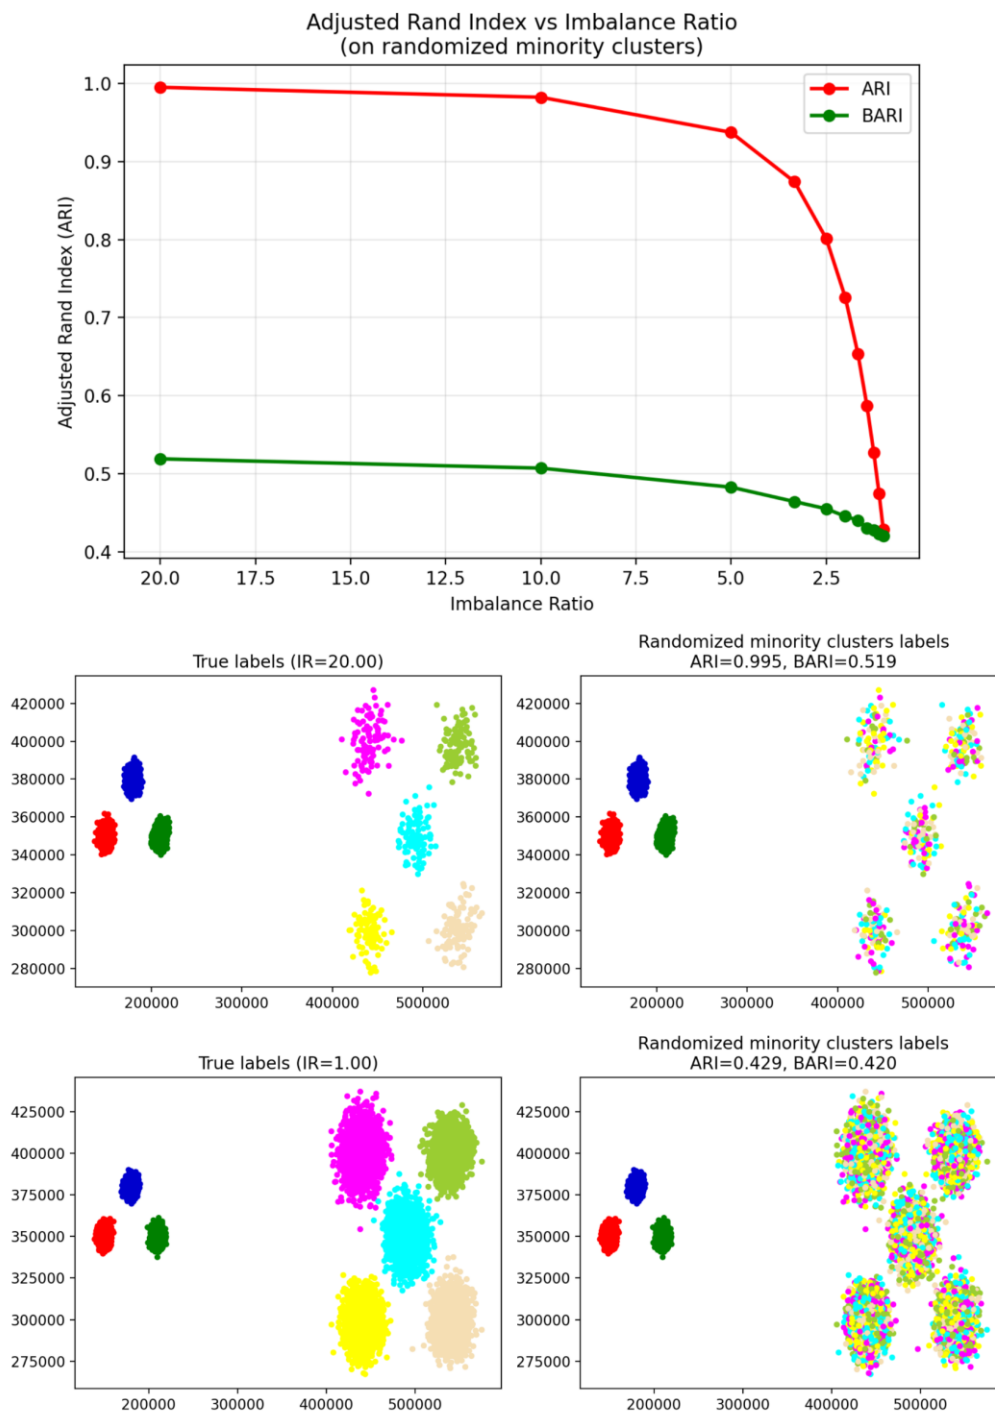 Adjusted Rand Index vs Imbalance Ratio
(on randomized minority clusters)
ARI
BARI
Adjusted Rand Index (ARI)
1.0
0.9
0.8
0.7
0.6
0.5
0.4
20.0 17.5 15.0 12.5 10.0 7.5 5.0 2.5
Imbalance Ratio
True labels (IR=20.00)
420000
400000
380000
360000
340000
320000
300000
280000
200000 300000 400000 500000
Randomized minority clusters labels
ARI=0.995, BARI=0.519
420000
400000
380000
360000
340000
320000
300000
280000
200000 300000 400000 500000
True labels (IR=1.00)
425000
400000
375000
350000
325000
300000
275000
200000 300000 400000 500000
Randomized minority clusters labels
ARI=0.429, BARI=0.420
425000
400000
375000
350000
325000
300000
275000
200000 300000 400000 500000